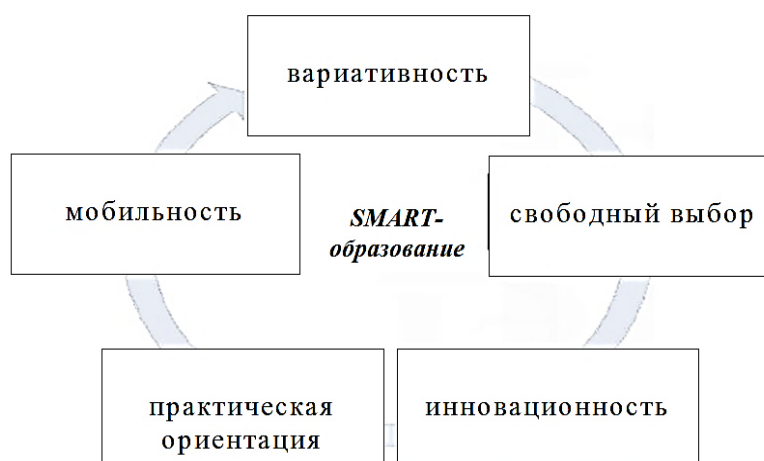 вариативность
мобильность
SMART-
образование
свободный выбор
практическая
ориентация
инновационность